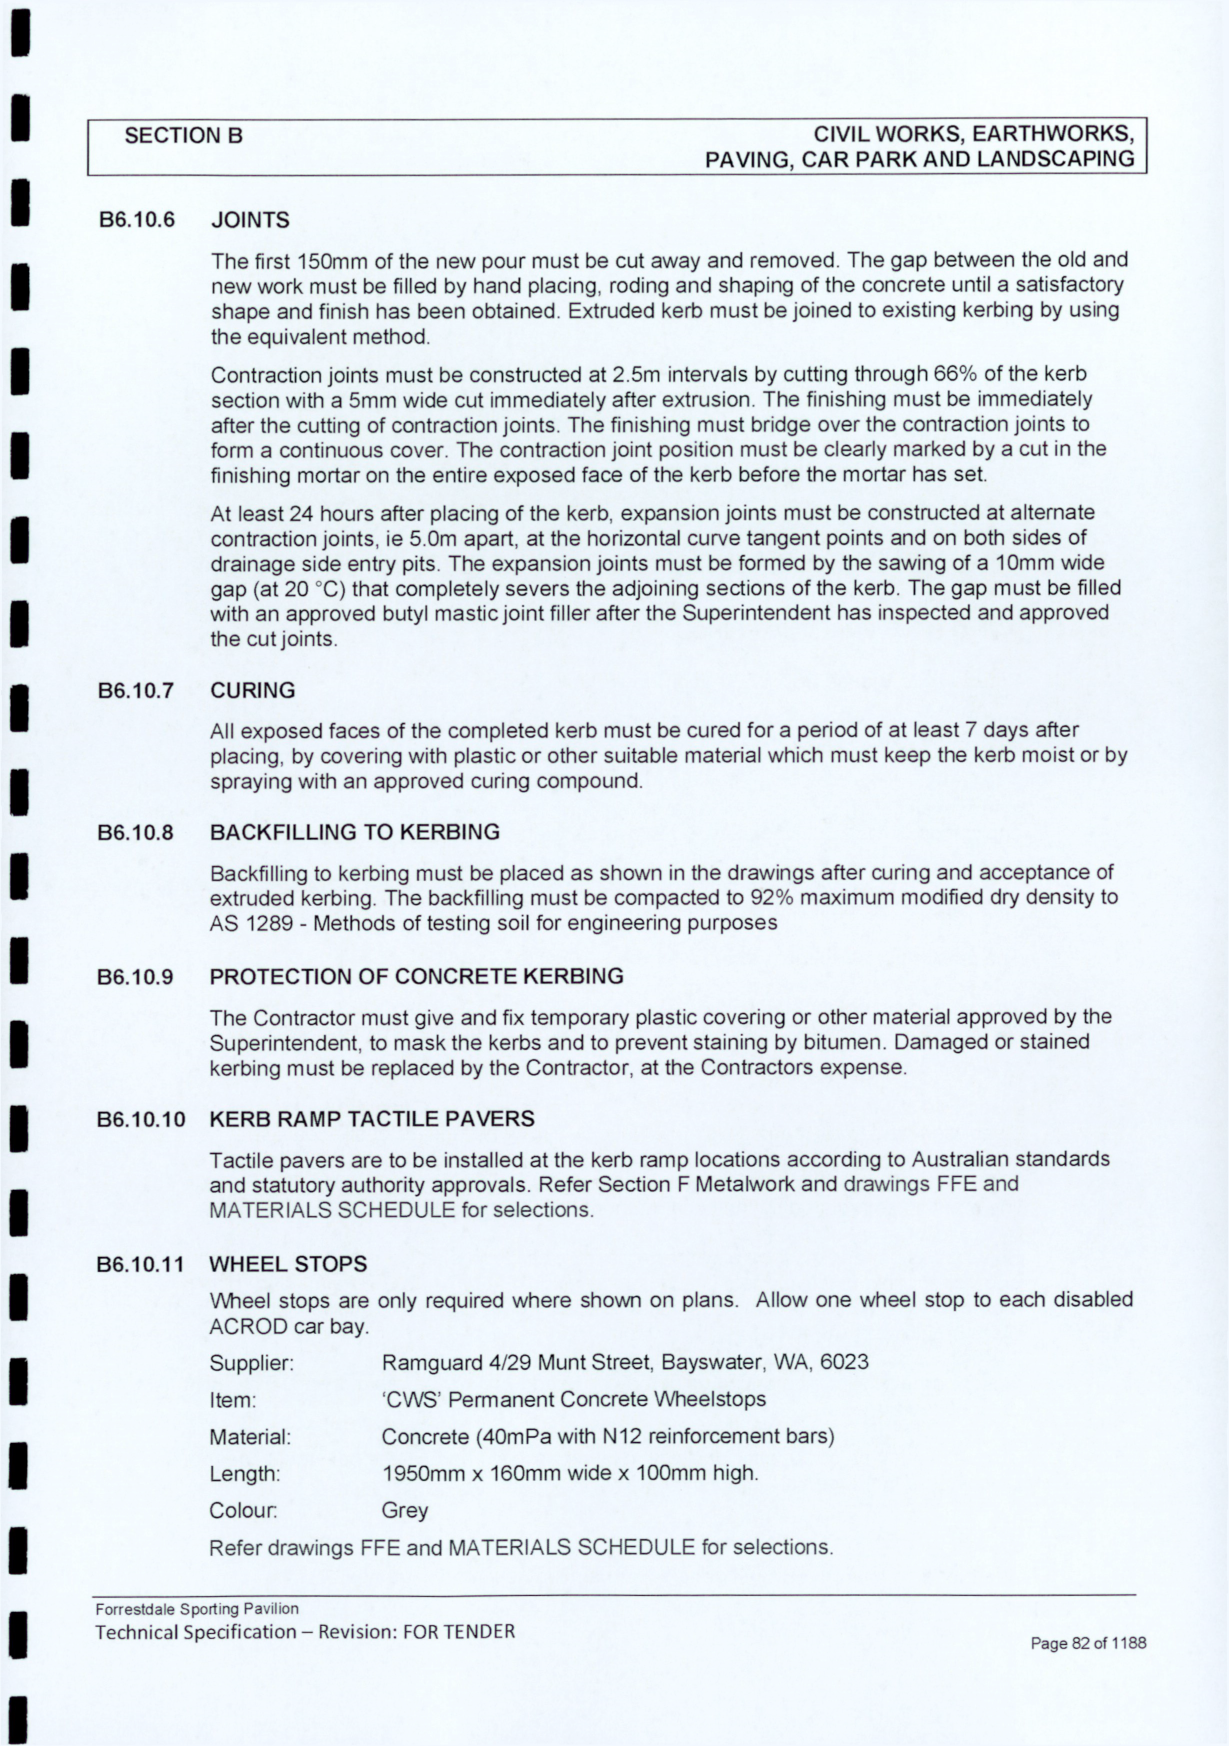 SECTION B
CIVIL WORKS, EARTHWORKS,
PAVING, CAR PARK AND LANDSCAPING
B6.10.6 JOINTS
The first 150mm of the new pour must be cut away and removed. The gap between the old and
new work must be filled by hand placing, roding and shaping of the concrete until a satisfactory
shape and finish has been obtained. Extruded kerb must be joined to existing kerbing by using
the equivalent method.
Contraction joints must be constructed at 2.5m intervals by cutting through 66% of the kerb
section with a 5mm wide cut immediately after extrusion. The finishing must be immediately
after the cutting of contraction joints. The finishing must bridge over the contraction joints to
form a continuous cover. The contraction joint position must be clearly marked by a cut in the
finishing mortar on the entire exposed face of the kerb before the mortar has set.
At least 24 hours after placing of the kerb, expansion joints must be constructed at alternate
contraction joints, ie 5.0m apart, at the horizontal curve tangent points and on both sides of
drainage side entry pits. The expansion joints must be formed by the sawing of a 10mm wide
gap (at 20 °C) that completely severs the adjoining sections of the kerb. The gap must be filled
with an approved butyl mastic joint filler after the Superintendent has inspected and approved
the cut joints.
B6.10.7 CURING
All exposed faces of the completed kerb must be cured for a period of at least 7 days after
placing, by covering with plastic or other suitable material which must keep the kerb moist or by
spraying with an approved curing compound.
B6.10.8 BACKFILLING TO KERBING
Backfilling to kerbing must be placed as shown in the drawings after curing and acceptance of
extruded kerbing. The backfilling must be compacted to 92% maximum modified dry density to
AS 1289 - Methods of testing soil for engineering purposes
B6.10.9 PROTECTION OF CONCRETE KERBING
The Contractor must give and fix temporary plastic covering or other material approved by the
Superintendent, to mask the kerbs and to prevent staining by bitumen. Damaged or stained
kerbing must be replaced by the Contractor, at the Contractors expense.
B6.10.10 KERB RAMP TACTILE PAVERS
Tactile pavers are to be installed at the kerb ramp locations according to Australian standards
and statutory authority approvals. Refer Section F Metalwork and drawings FFE and
MATERIALS SCHEDULE for selections.
B6.10.11 WHEEL STOPS
Wheel stops are only required where shown on plans. Allow one wheel stop to each disabled
ACROD car bay.
Supplier: Ramguard 4/29 Munt Street, Bayswater, WA, 6023
Item: 'CWS' Permanent Concrete Wheelstops
Material: Concrete (40mPa with N12 reinforcement bars)
Length: 1950mm x 160mm wide x 100mm high.
Colour: Grey
Refer drawings FFE and MATERIALS SCHEDULE for selections.
Forrestdale Sporting Pavilion
Technical Specification – Revision: FOR TENDER
Page 82 of 1188